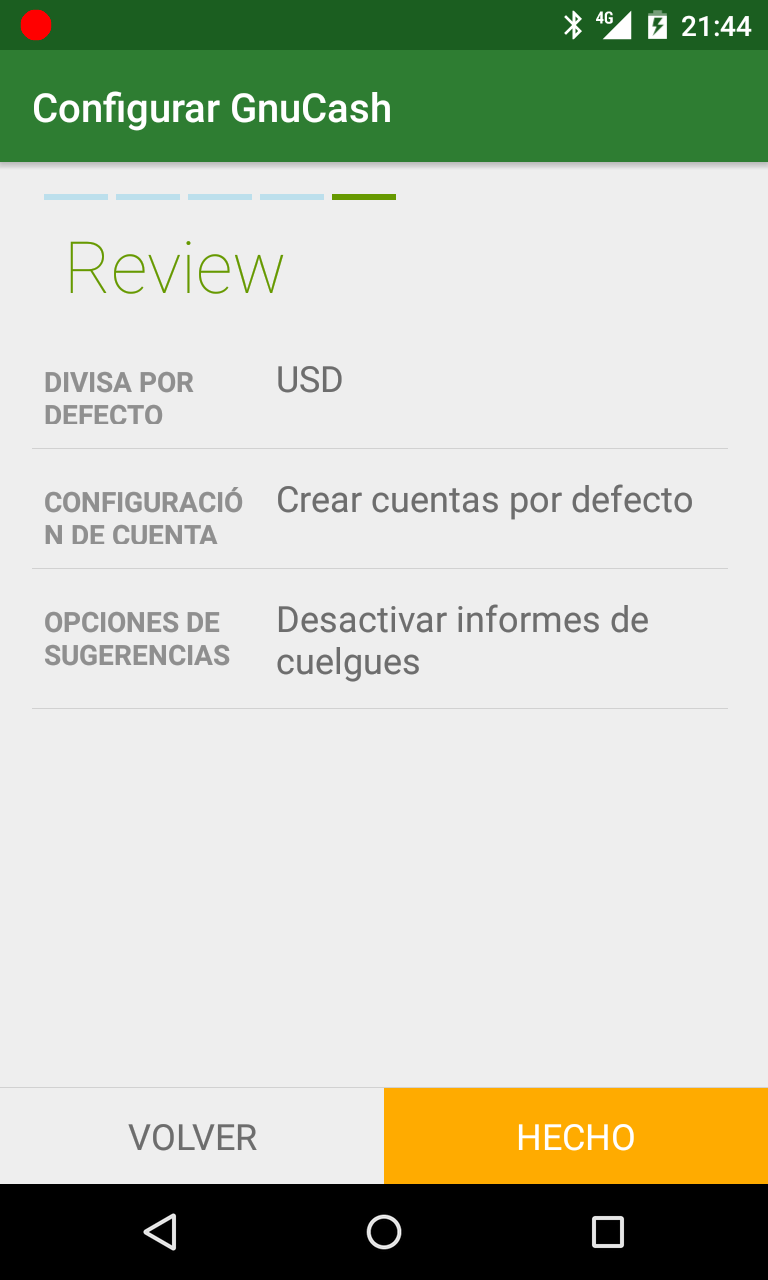 4G 21:44
Configurar GnuCash
Review
DIVISA POR
DEFECTO
USD
CONFIGURACIÓ
N DE CUENTA
Crear cuentas por defecto
OPCIONES DE
SUGERENCIAS
Desactivar informes de
cuelgues
VOLVER
HECHO